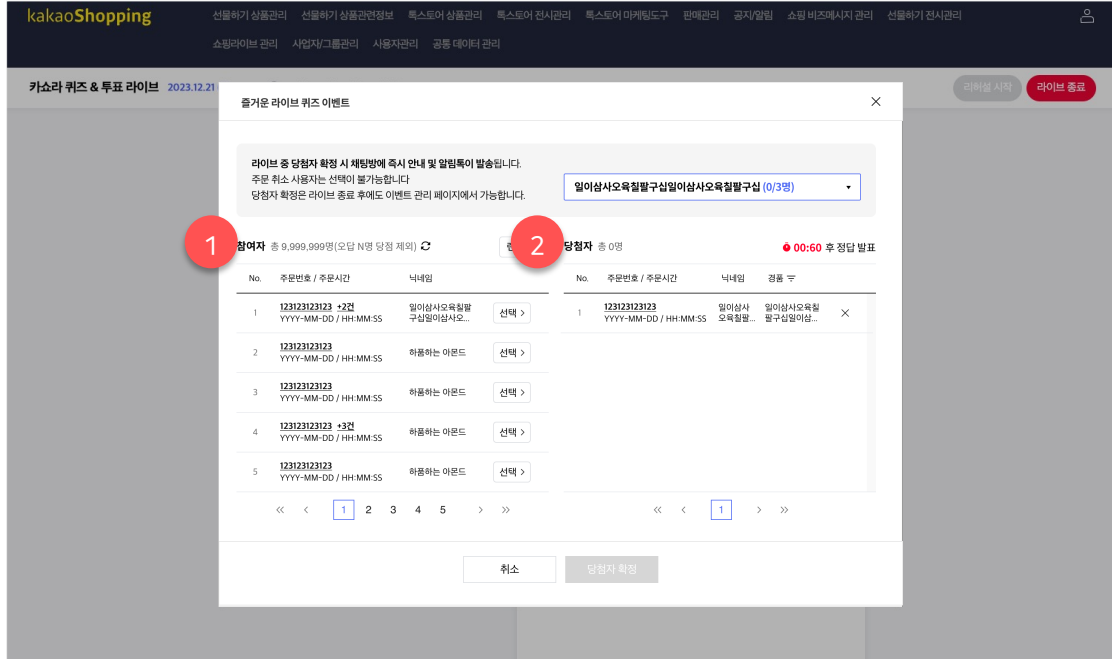 kakaoShopping
선물하기 상품관리 선물하기 상품관련정보 톡스토어 상품관리 톡스토어 전시관리 톡스토어 마케팅도구 판매관리 공지/알림 쇼핑 비즈메시지 관리 선물하기 전시관리
쇼핑라이브 관리 사업자/그룹관리 사용자관리 공통 데이터 관리
카쇼라 퀴즈 & 투표 라이브 2023.12.21
리허설 시작 라이브 종료
즐거운 라이브 퀴즈 이벤트
라이브 중 당첨자 확정 시 채팅방에 즉시 안내 및 알림톡이 발송됩니다.
주문 취소 사용자는 선택이 불가능합니다
당첨자 확정은 라이브 종료 후에도 이벤트 관리 페이지에서 가능합니다.
일이삼사오육칠팔구십일이삼사오육칠팔구십 (0/3명)
1 참여자 총 9,999,999명(오답 N명 당첨 제외)
2 당첨자 총 0명 00:60 후 정답 발표
No. 주문번호 / 주문시간 닉네임
1 123123123123 +2건 일이삼사오육칠팔
YYYY-MM-DD / HH:MM:SS 구십일이삼사오... 선택 >
2 123123123123
YYYY-MM-DD / HH:MM:SS 하품하는 아몬드 선택 >
3 123123123123
YYYY-MM-DD / HH:MM:SS 하품하는 아몬드 선택 >
4 123123123123 +3건
YYYY-MM-DD / HH:MM:SS 하품하는 아몬드 선택 >
5 123123123123
YYYY-MM-DD / HH:MM:SS 하품하는 아몬드 선택 >
1 2 3 4 5
No. 주문번호 / 주문시간 닉네임 경품
1 123123123123 일이삼사 일이삼사오육칠
YYYY-MM-DD / HH:MM:SS 오육칠팔... 팔구십일이삼...
1
취소 당첨자 확정